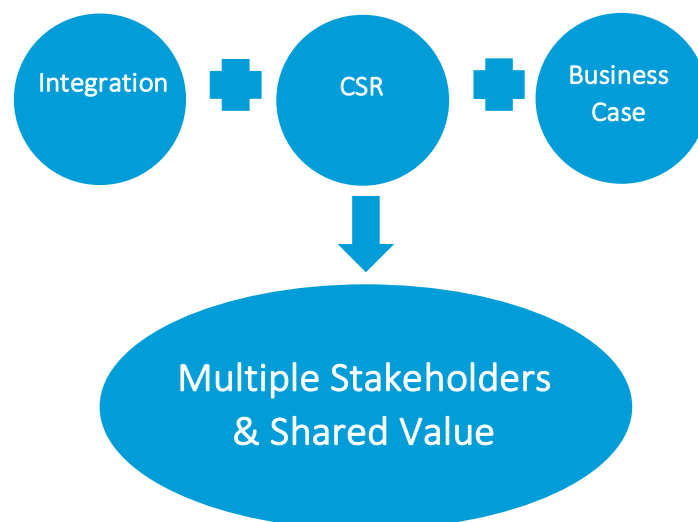 Integration
CSR
Business
Case
Multiple Stakeholders
& Shared Value